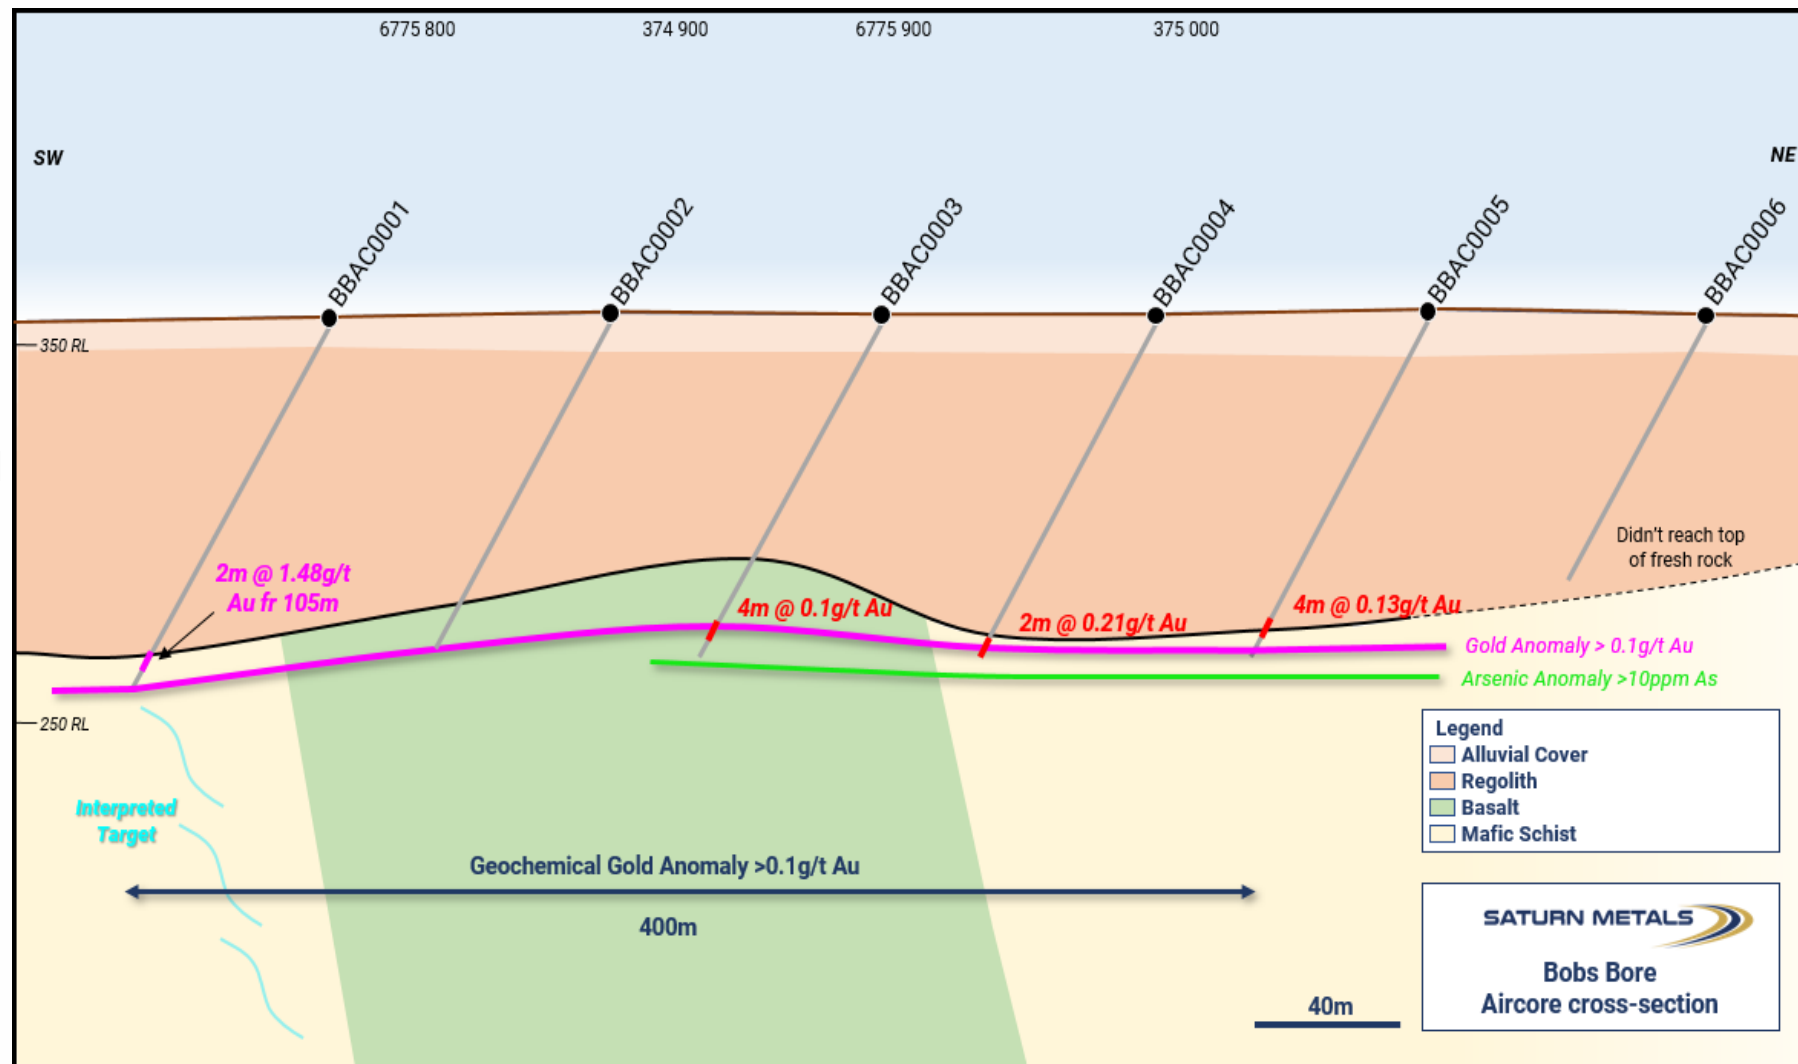 6775 800
374 900
6775 900
375 000
SW
NE
BBAC0001
BBAC0002
BBAC0003
BBAC0004
BBAC0005
BBAC0006
350 RL
Didn't reach top
of fresh rock
2m @ 1.48g/t
Au fr 105m
4m @ 0.1g/t Au
2m @ 0.21g/t Au
4m @ 0.13g/t Au
Gold Anomaly > 0.1g/t Au
Arsenic Anomaly >10ppm As
250 RL
Interpreted
Target
Geochemical Gold Anomaly >0.1g/t Au
400m
Legend
Alluvial Cover
Regolith
Basalt
Mafic Schist
SATURN METALS
Bobs Bore
Aircore cross-section
40m